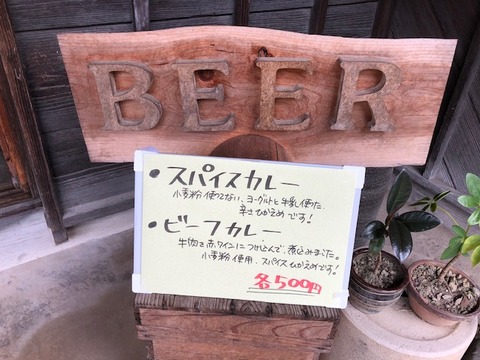 BEER
・スパイスカレー
小麦粉使ってない、ヨーグルトと牛乳使った
辛さひかえめです!
・ビーフカレー
牛肉を赤ワインにつけ込んで、煮込みました。
小麦粉使用、スパイスひかえめです!
各500円